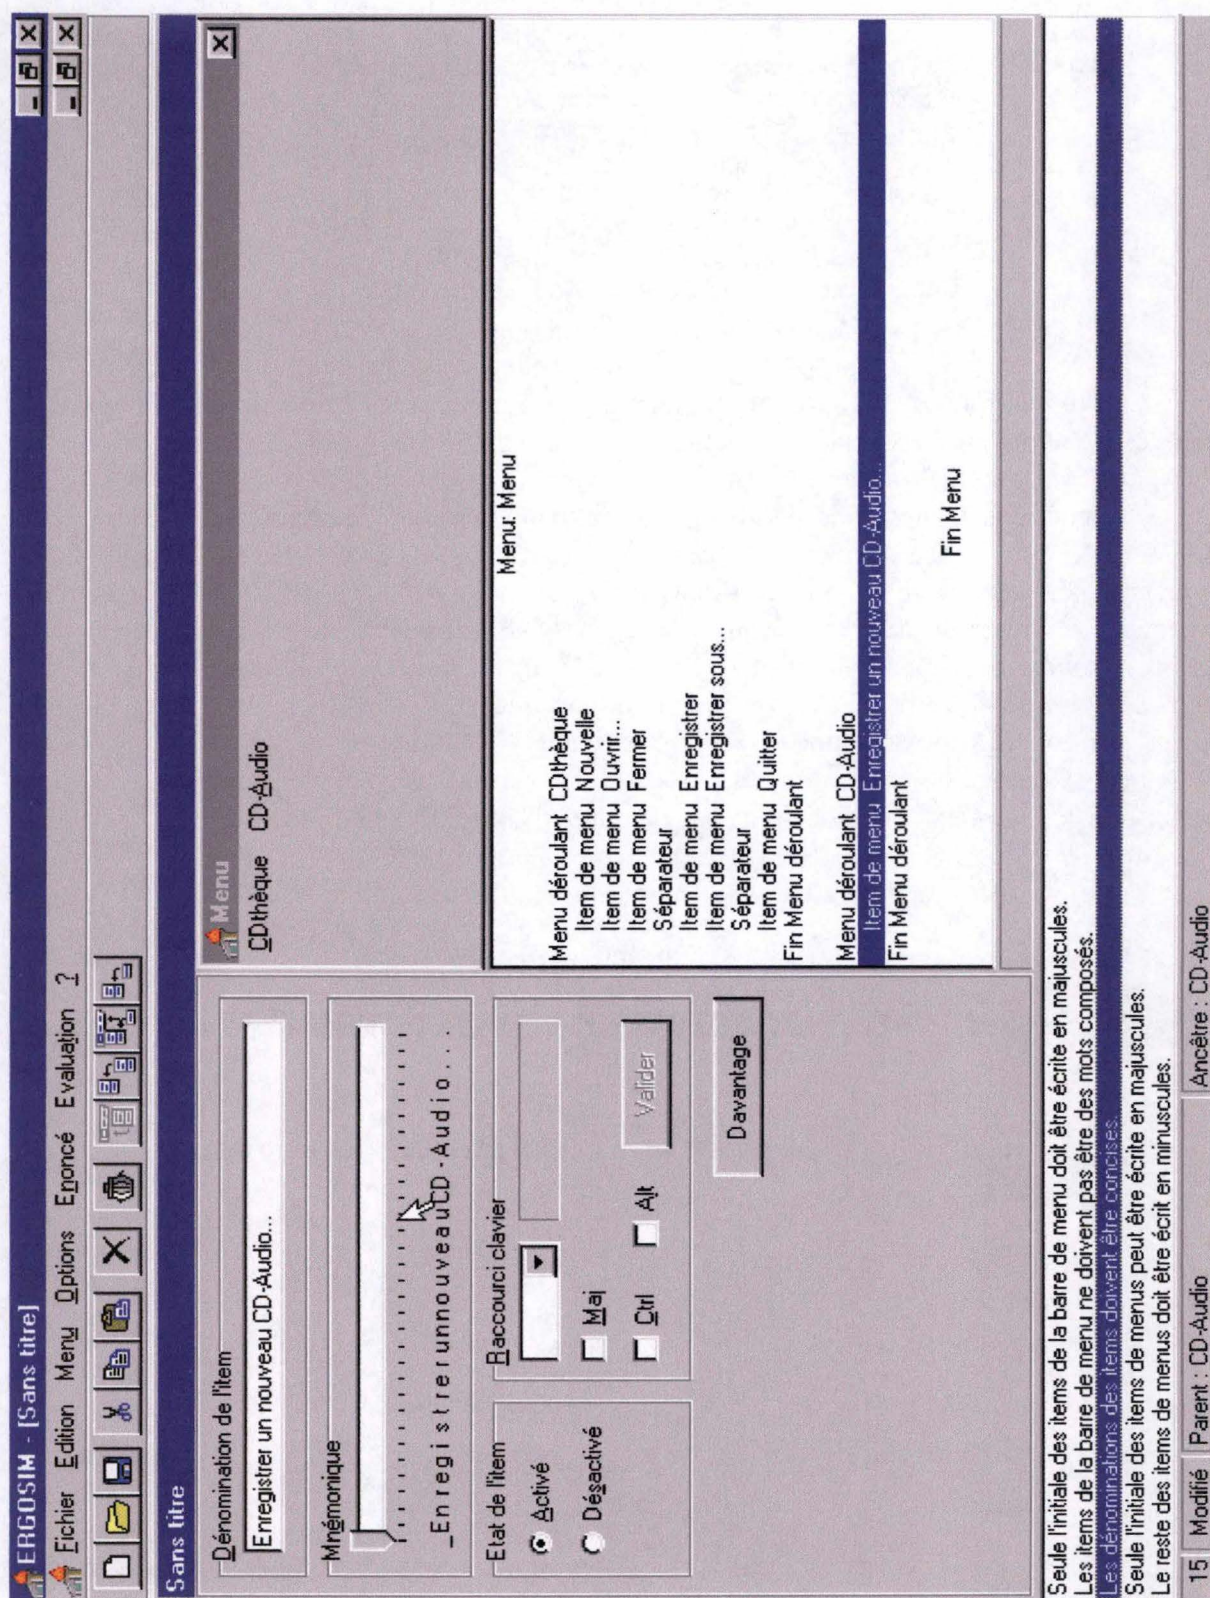 ERGOSIM - [Sans titre]
Fichier Edition Menu Options Enoncé Evaluation ?
Sans titre
Dénomination de l'item
Enregistrer un nouveau CD-Audio...
Mnémonique
_EnregistrerunnouveauCD-Audio...
Etat de l'item
Activé
Désactivé
Raccourci clavier
Maj
Ctrl
Alt
Valider
Davantage
Menu
CDthèque CD-Audio
Menu: Menu
Menu déroulant CDthèque
Item de menu Nouvelle
Item de menu Ouvrir...
Item de menu Fermer
Séparateur
Item de menu Enregistrer
Item de menu Enregistrer sous...
Séparateur
Item de menu Quitter
Fin Menu déroulant
Menu déroulant CD-Audio
Item de menu Enregistrer un nouveau CD-Audio...
Fin Menu déroulant
Fin Menu
Seule l'initiale des items de la barre de menu doit être écrite en majuscules.
Les items de la barre de menu ne doivent pas être des mots composés.
Les dénominations des items doivent être concises.
Seule l'initiale des items de menus peut être écrite en majuscules.
Le reste des items de menus doit être écrit en minuscules.
15 Modifié Parent : CD-Audio Ancêtre : CD-Audio